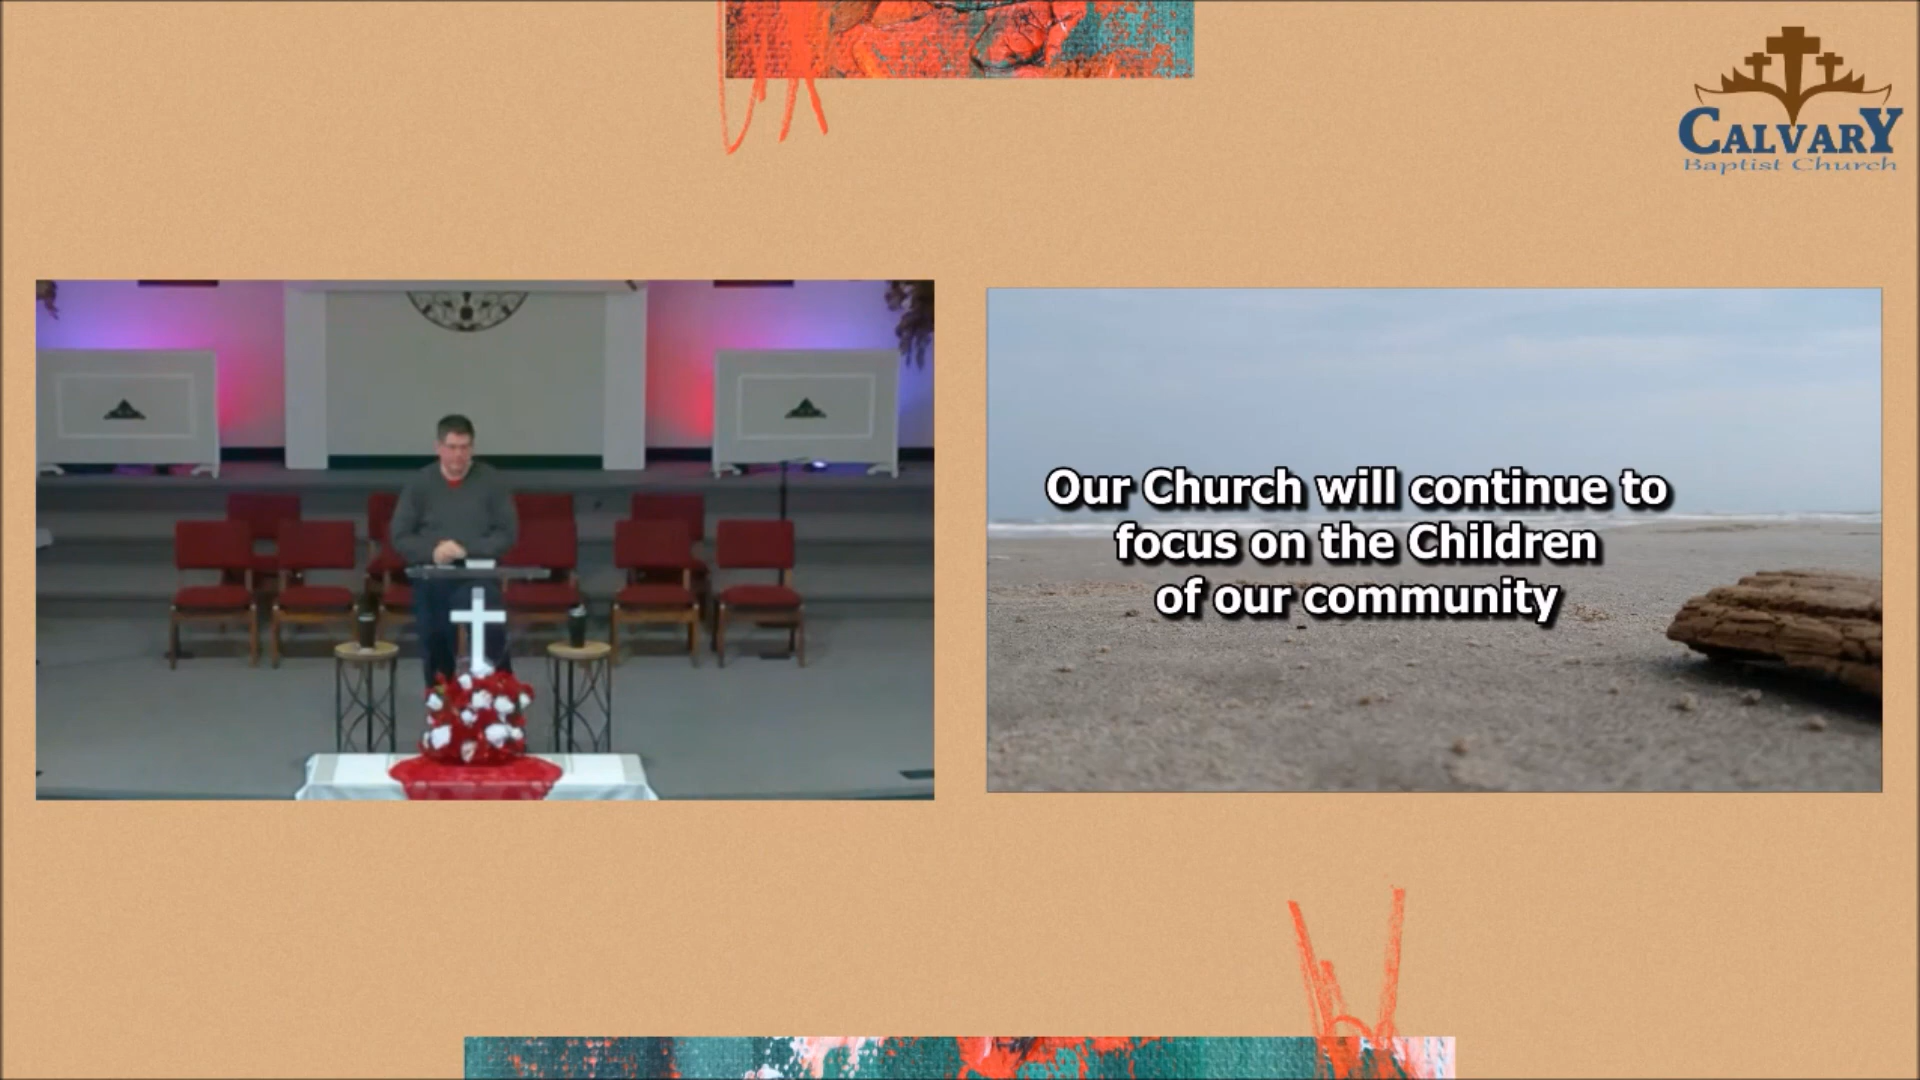 CALVARY
Baptist Church
Our Church will continue to
focus on the Children
of our community